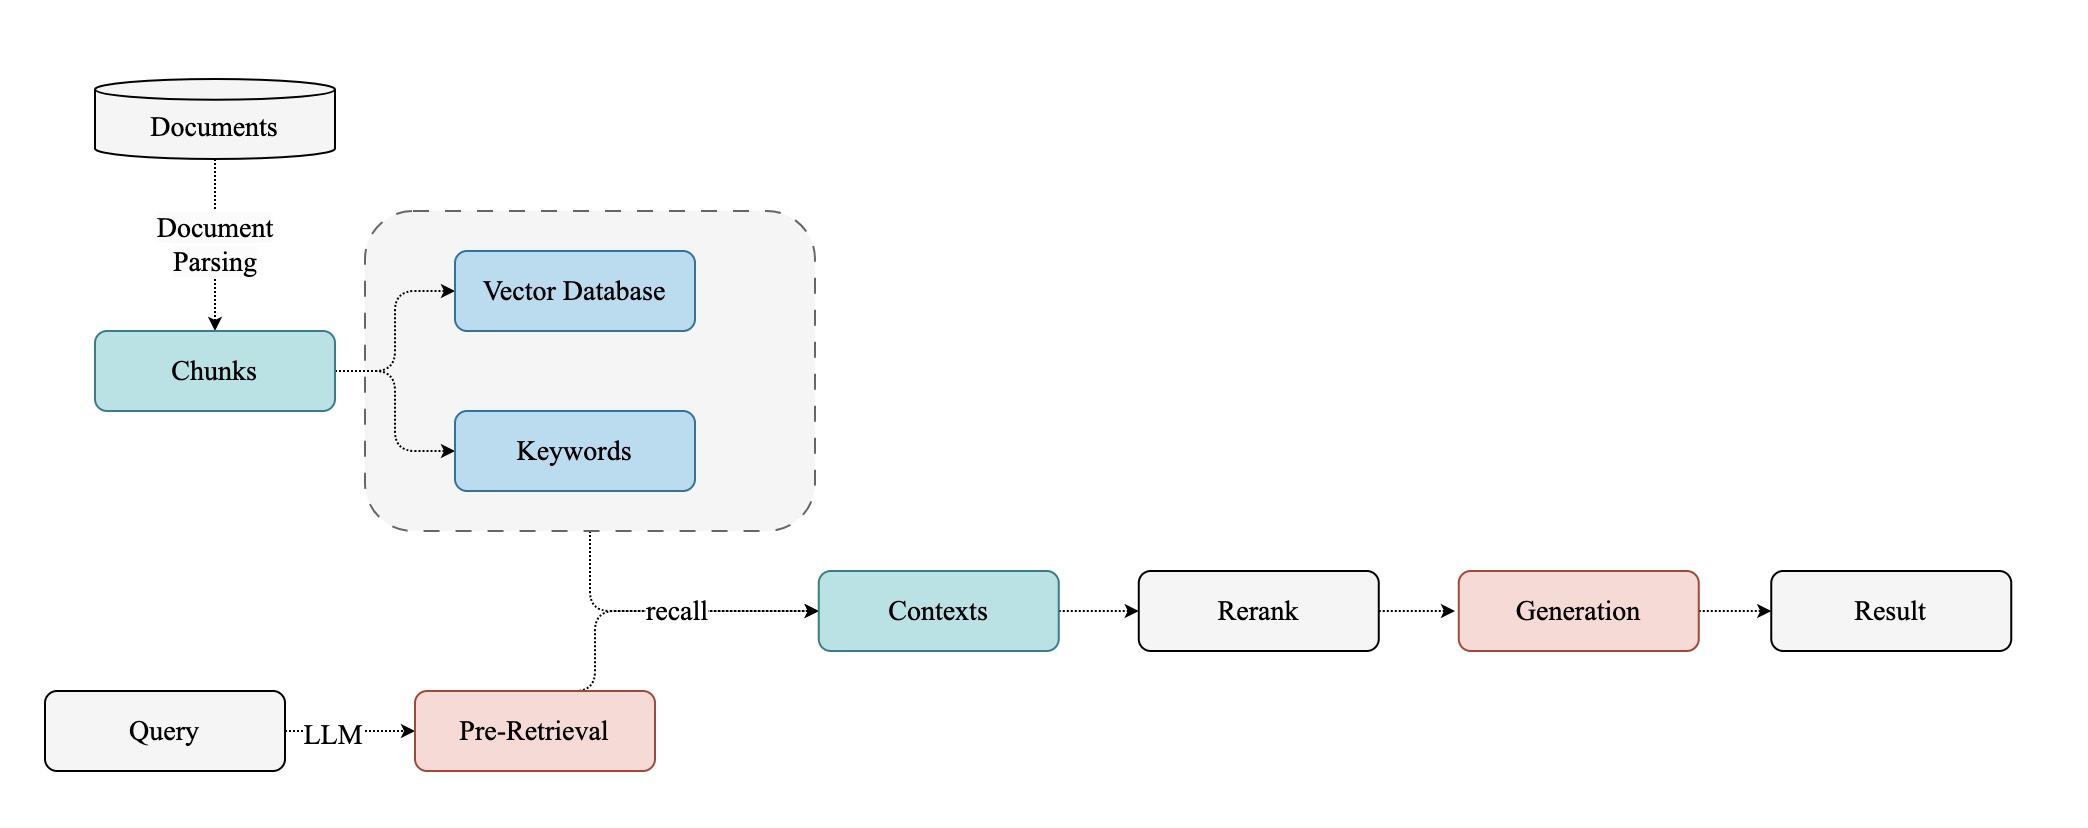 Documents
Document
Parsing
Vector Database
Chunks
Keywords
recall
Contexts
Rerank
Generation
Result
Query
LLM
Pre-Retrieval